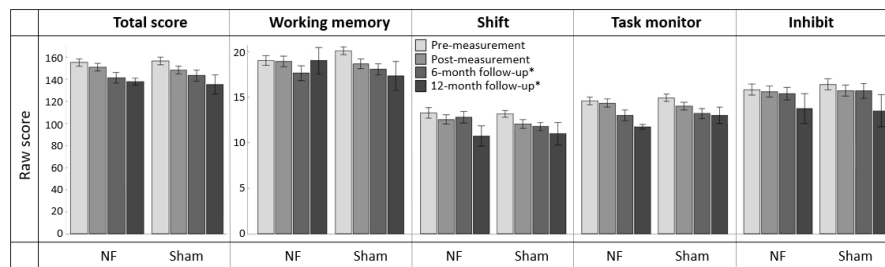 Total score Working memory Shift Task monitor Inhibit
Raw score
160
140
120
100
80
60
40
20
0
20
15
10
5
0
Pre-measurement
Post-measurement
6-month follow-up*
12-month follow-up*
NF Sham NF Sham NF Sham NF Sham NF Sham